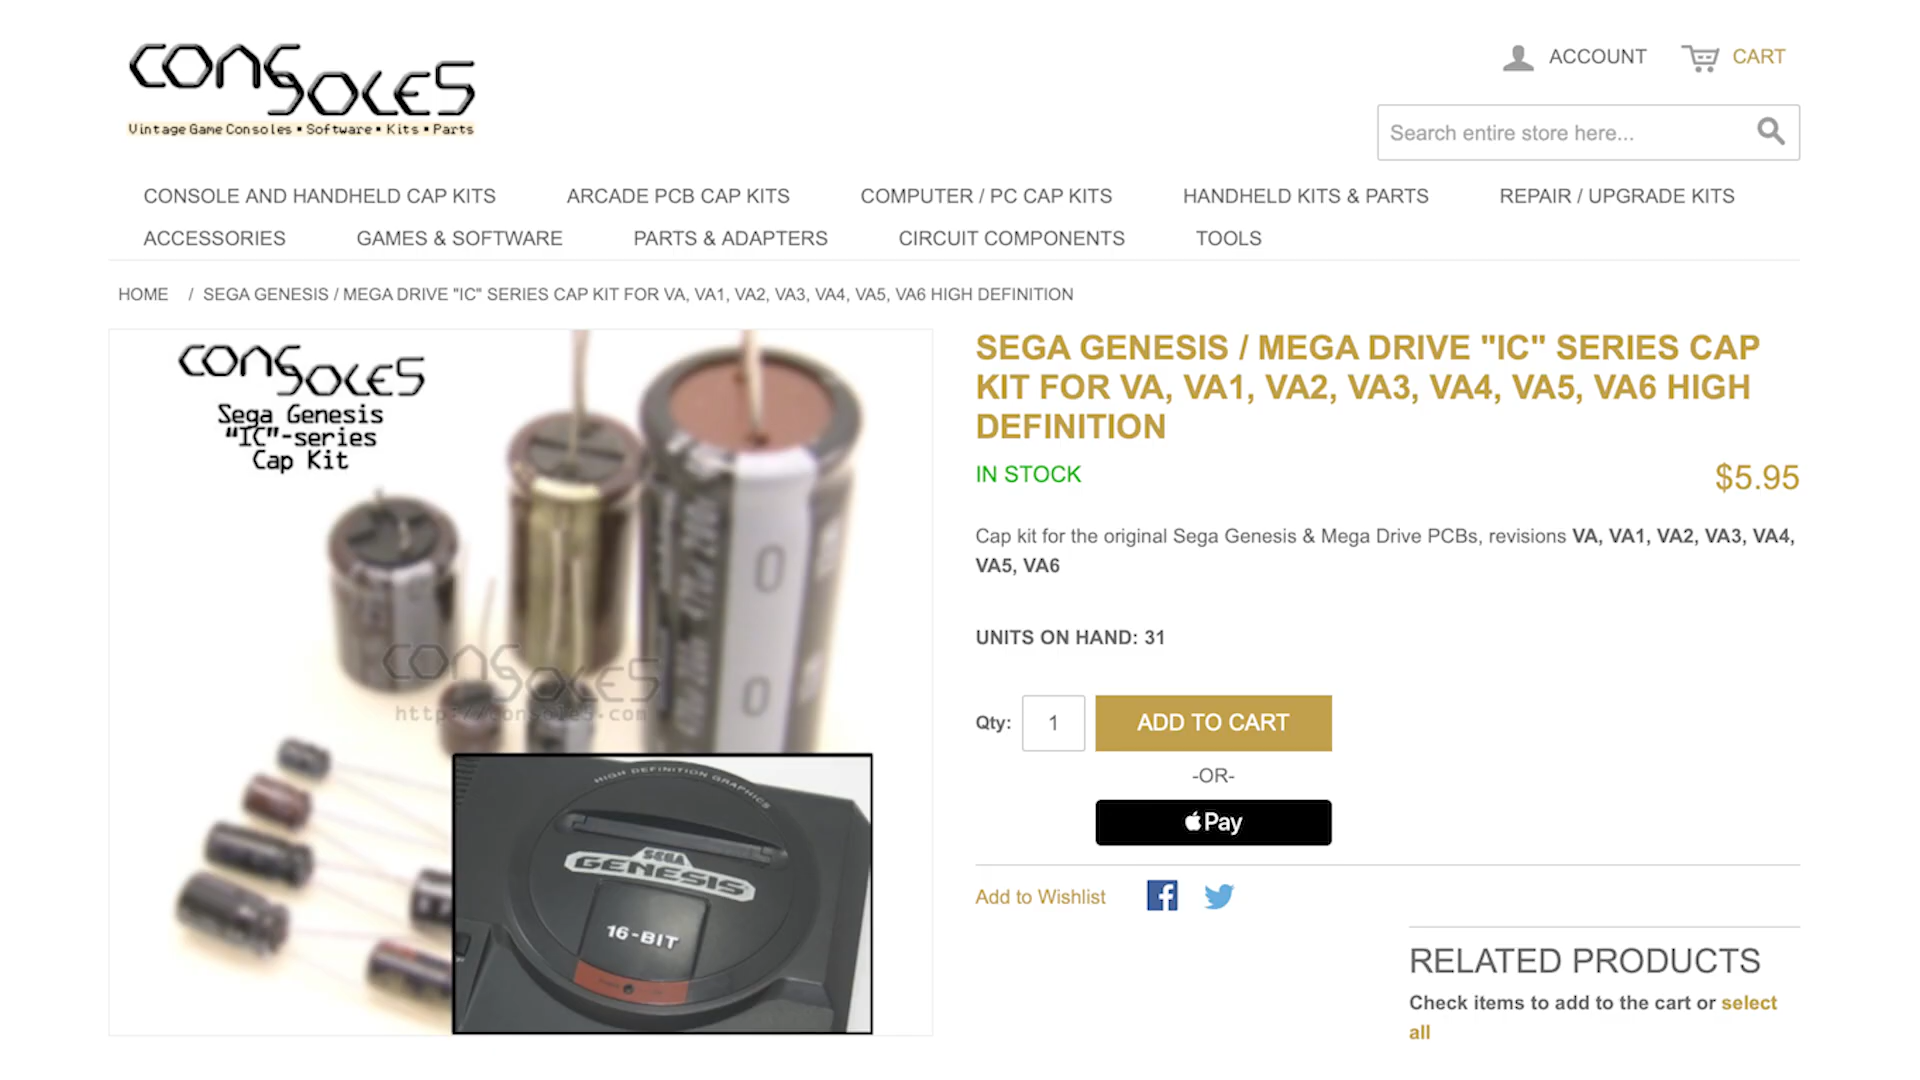 CONSOLE5
Vintage Game Consoles ▪ Software ▪ Kits ▪ Parts
ACCOUNT
CART
Search entire store here...
CONSOLE AND HANDHELD CAP KITS
ARCADE PCB CAP KITS
COMPUTER / PC CAP KITS
HANDHELD KITS & PARTS
REPAIR / UPGRADE KITS
ACCESSORIES
GAMES & SOFTWARE
PARTS & ADAPTERS
CIRCUIT COMPONENTS
TOOLS
HOME / SEGA GENESIS / MEGA DRIVE "IC" SERIES CAP KIT FOR VA, VA1, VA2, VA3, VA4, VA5, VA6 HIGH DEFINITION
CONSOLE5
Sega Genesis
“IC”-series
Cap Kit
CONSOLE5
http://console5.com
HIGH DEFINITION GRAPHICS
SEGA
GENESIS
16-BIT
SEGA GENESIS / MEGA DRIVE "IC" SERIES CAP
KIT FOR VA, VA1, VA2, VA3, VA4, VA5, VA6 HIGH
DEFINITION
IN STOCK
$5.95
Cap kit for the original Sega Genesis & Mega Drive PCBs, revisions VA, VA1, VA2, VA3, VA4,
VA5, VA6
UNITS ON HAND: 31
Qty: 1
ADD TO CART
-OR-
Pay
Add to Wishlist
RELATED PRODUCTS
Check items to add to the cart or select
all